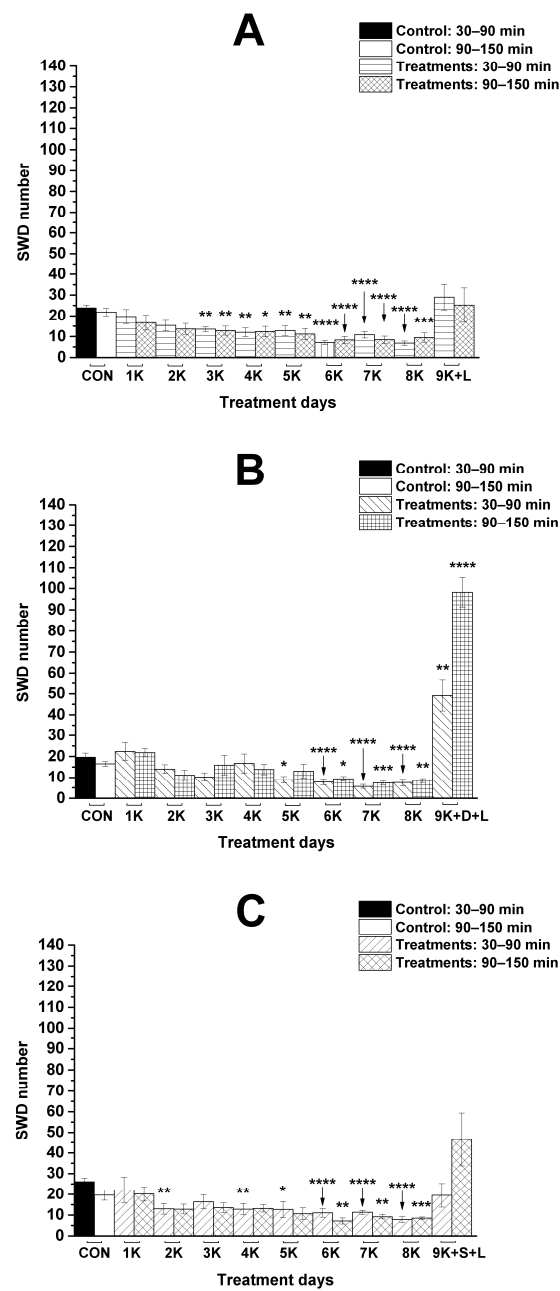 A
Control: 30–90 min
Control: 90–150 min
Treatments: 30–90 min
Treatments: 90–150 min
140
130
120
110
100
90
80
70
60
50
40
30
20
10
0
SWD number
** ** ** * ** ** **** **** **** **** **** ***
CON 1K 2K 3K 4K 5K 6K 7K 8K 9K+L
Treatment days
B
Control: 30–90 min
Control: 90–150 min
Treatments: 30–90 min
Treatments: 90–150 min
140
130
120
110
100
90
80
70
60
50
40
30
20
10
0
SWD number
* **** * **** *** **** ** ** ****
CON 1K 2K 3K 4K 5K 6K 7K 8K 9K+D+L
Treatment days
C
Control: 30–90 min
Control: 90–150 min
Treatments: 30–90 min
Treatments: 90–150 min
140
130
120
110
100
90
80
70
60
50
40
30
20
10
0
SWD number
** ** * **** ** **** ** **** ***
CON 1K 2K 3K 4K 5K 6K 7K 8K 9K+S+L
Treatment days